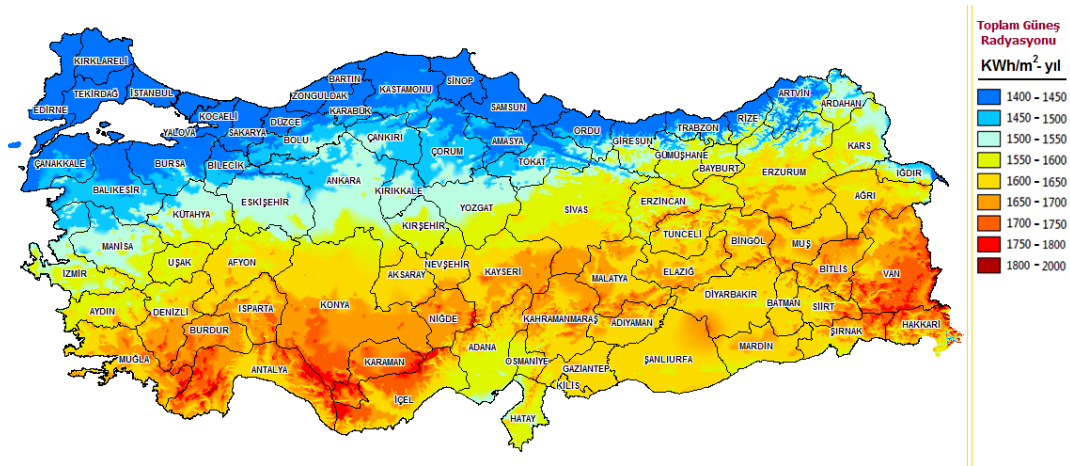 Toplam Güneş
Radyasyonu
KWh/m²- yıl
1400 - 1450
1450 - 1500
1500 - 1550
1550 - 1600
1600 - 1650
1650 - 1700
1700 - 1750
1750 - 1800
1800 - 2000
KIRKLARELİ
TEKİRDAĞ
İSTANBUL
EDİRNE
KOCAELİ
YALOVA
SAKARYA
DÜZCE
ZONGULDAK
BARTIN
KARABÜK
KASTAMONU
SİNOP
SAMSUN
ORDU
GİRESUN
TRABZON
RİZE
ARTVİN
ARDAHAN
KARS
ÇANAKKALE
BURSA
BİLECİK
BOLU
ÇANKIRI
ÇORUM
AMASYA
TOKAT
GÜMÜŞHANE
BAYBURT
ERZURUM
IĞDIR
AĞRI
BALIKESİR
KÜTAHYA
ESKİŞEHİR
ANKARA
KIRIKKALE
YOZGAT
SİVAS
ERZİNCAN
TUNCELİ
BİNGÖL
MUŞ
MANİSA
UŞAK
AFYON
KIRŞEHİR
NEVŞEHİR
AKSARAY
KAYSERİ
MALATYA
ELAZIĞ
BİTLİS
VAN
İZMİR
AYDIN
DENİZLİ
ISPARTA
BURDUR
KONYA
NİĞDE
KAHRAMANMARAŞ
ADIYAMAN
DİYARBAKIR
BATMAN
SİİRT
ŞIRNAK
HAKKARİ
MUĞLA
ANTALYA
KARAMAN
İÇEL
ADANA
OSMANİYE
GAZİANTEP
KİLİS
ŞANLIURFA
MARDİN
HATAY